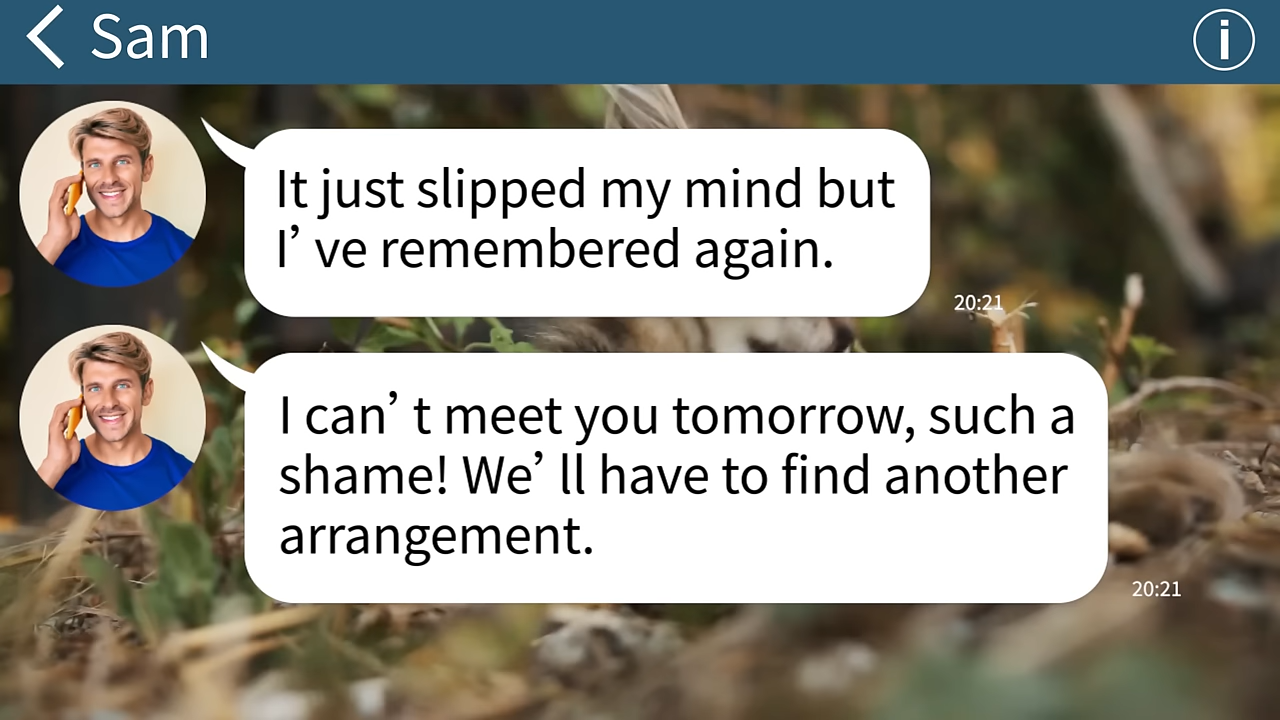 Sam
It just slipped my mind but
I’ ve remembered again.
20:21
I can’ t meet you tomorrow, such a
shame! We’ ll have to find another
arrangement.
20:21